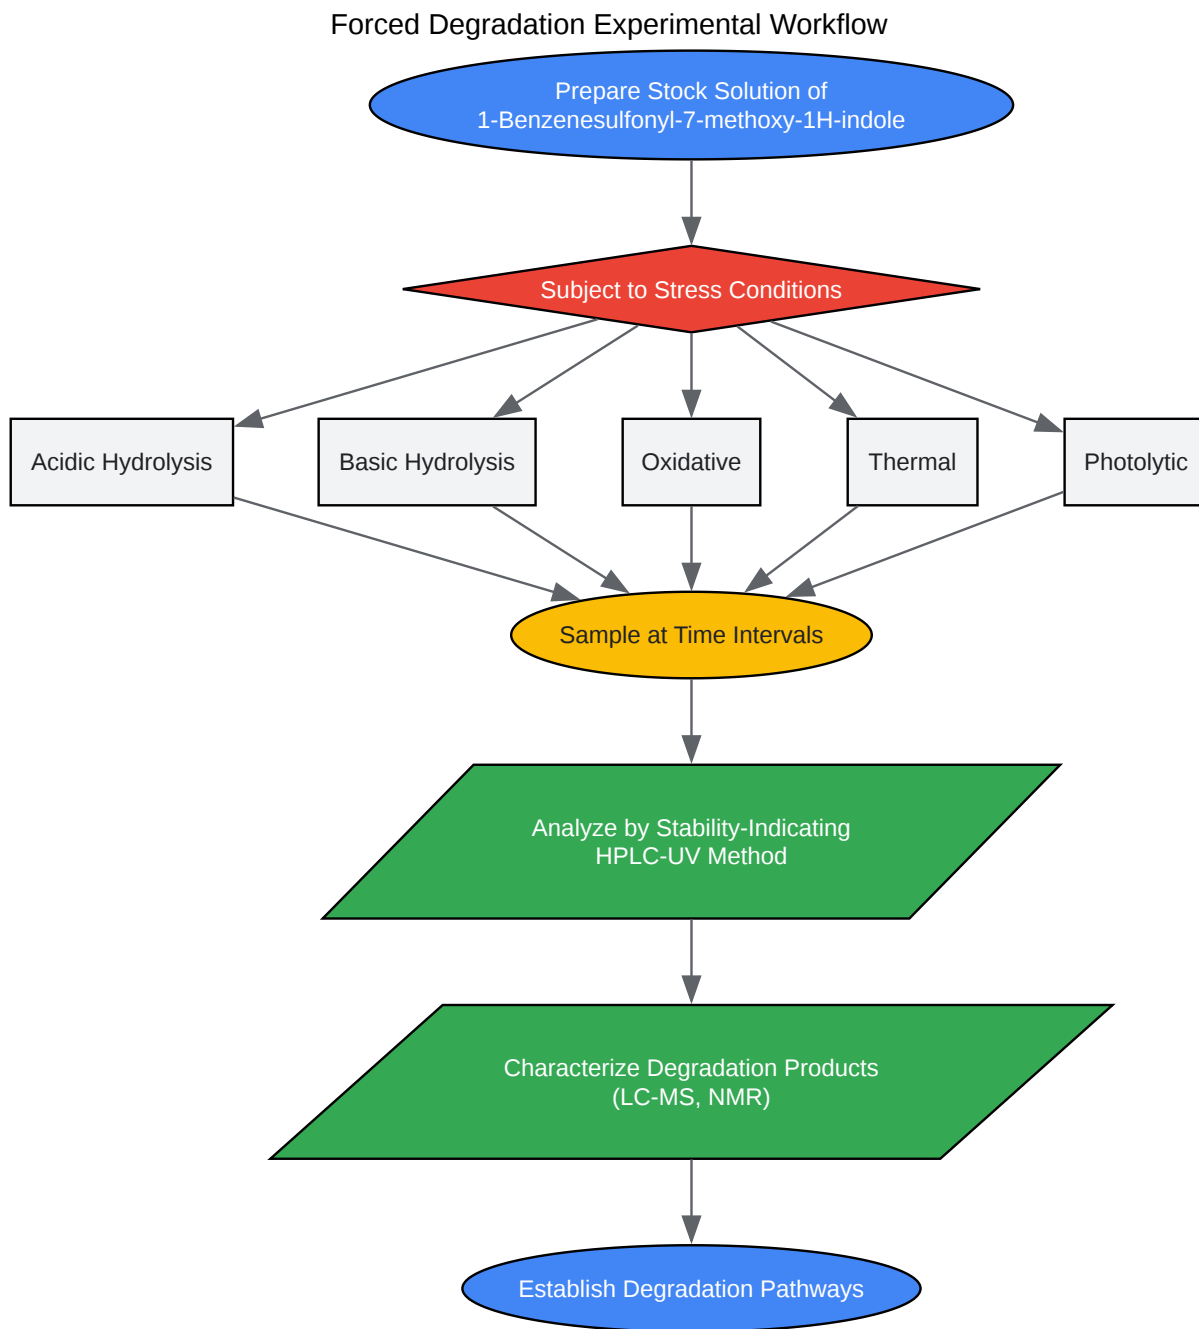 Forced Degradation Experimental Workflow
Prepare Stock Solution of
1-Benzenesulfonyl-7-methoxy-1H-indole
Subject to Stress Conditions
Acidic Hydrolysis
Basic Hydrolysis
Oxidative
Thermal
Photolytic
Sample at Time Intervals
Analyze by Stability-Indicating
HPLC-UV Method
Characterize Degradation Products
(LC-MS, NMR)
Establish Degradation Pathways